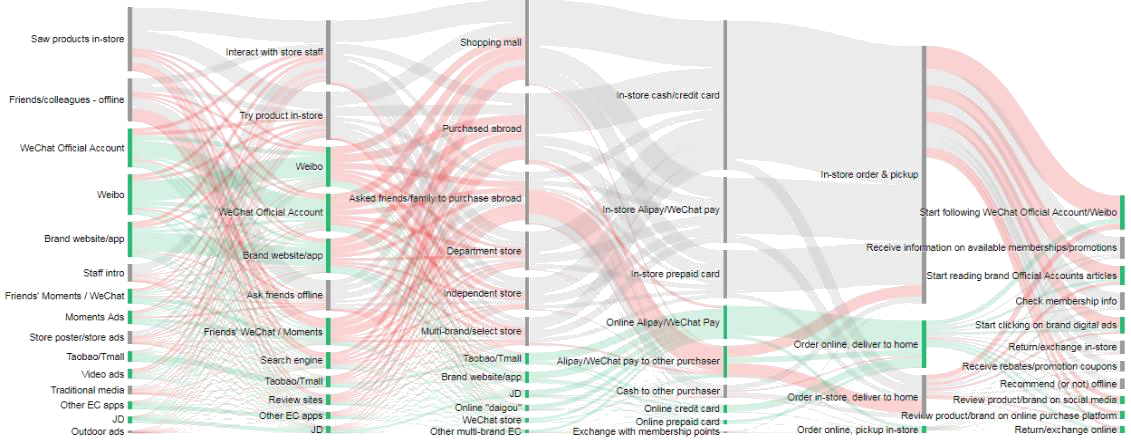 Saw products in-store
Friends/colleagues - offline
WeChat Official Account
Weibo
Brand website/app
Staff intro
Friends' Moments / WeChat
Moments Ads
Store poster/store ads
Taobao/Tmall
Video ads
Traditional media
Other EC apps
JD
Outdoor ads
Interact with store staff
Try product in-store
Weibo
WeChat Official Account
Brand website/app
Ask friends offline
Friends' WeChat / Moments
Search engine
Taobao/Tmall
Review sites
Other EC apps
JD
Shopping mall
Purchased abroad
Asked friends/family to purchase abroad
Department store
Independent store
Multi-brand/select store
Taobao/Tmall
Brand website/app
JD
Online "daigou"
WeChat store
Other multi-brand EC
In-store cash/credit card
In-store Alipay/WeChat pay
In-store prepaid card
Online Alipay/WeChat Pay
Alipay/WeChat pay to other purchaser
Cash to other purchaser
Online credit card
Online prepaid card
Exchange with membership points
In-store order & pickup
Order online, deliver to home
Order in-store, deliver to home
Order online, pickup in-store
Start following WeChat Official Account/Weibo
Receive information on available memberships/promotions
Start reading brand Official Accounts articles
Check membership info
Start clicking on brand digital ads
Return/exchange in-store
Receive rebates/promotion coupons
Recommend (or not) offline
Review product/brand on social media
Review product/brand on online purchase platform
Return/exchange online